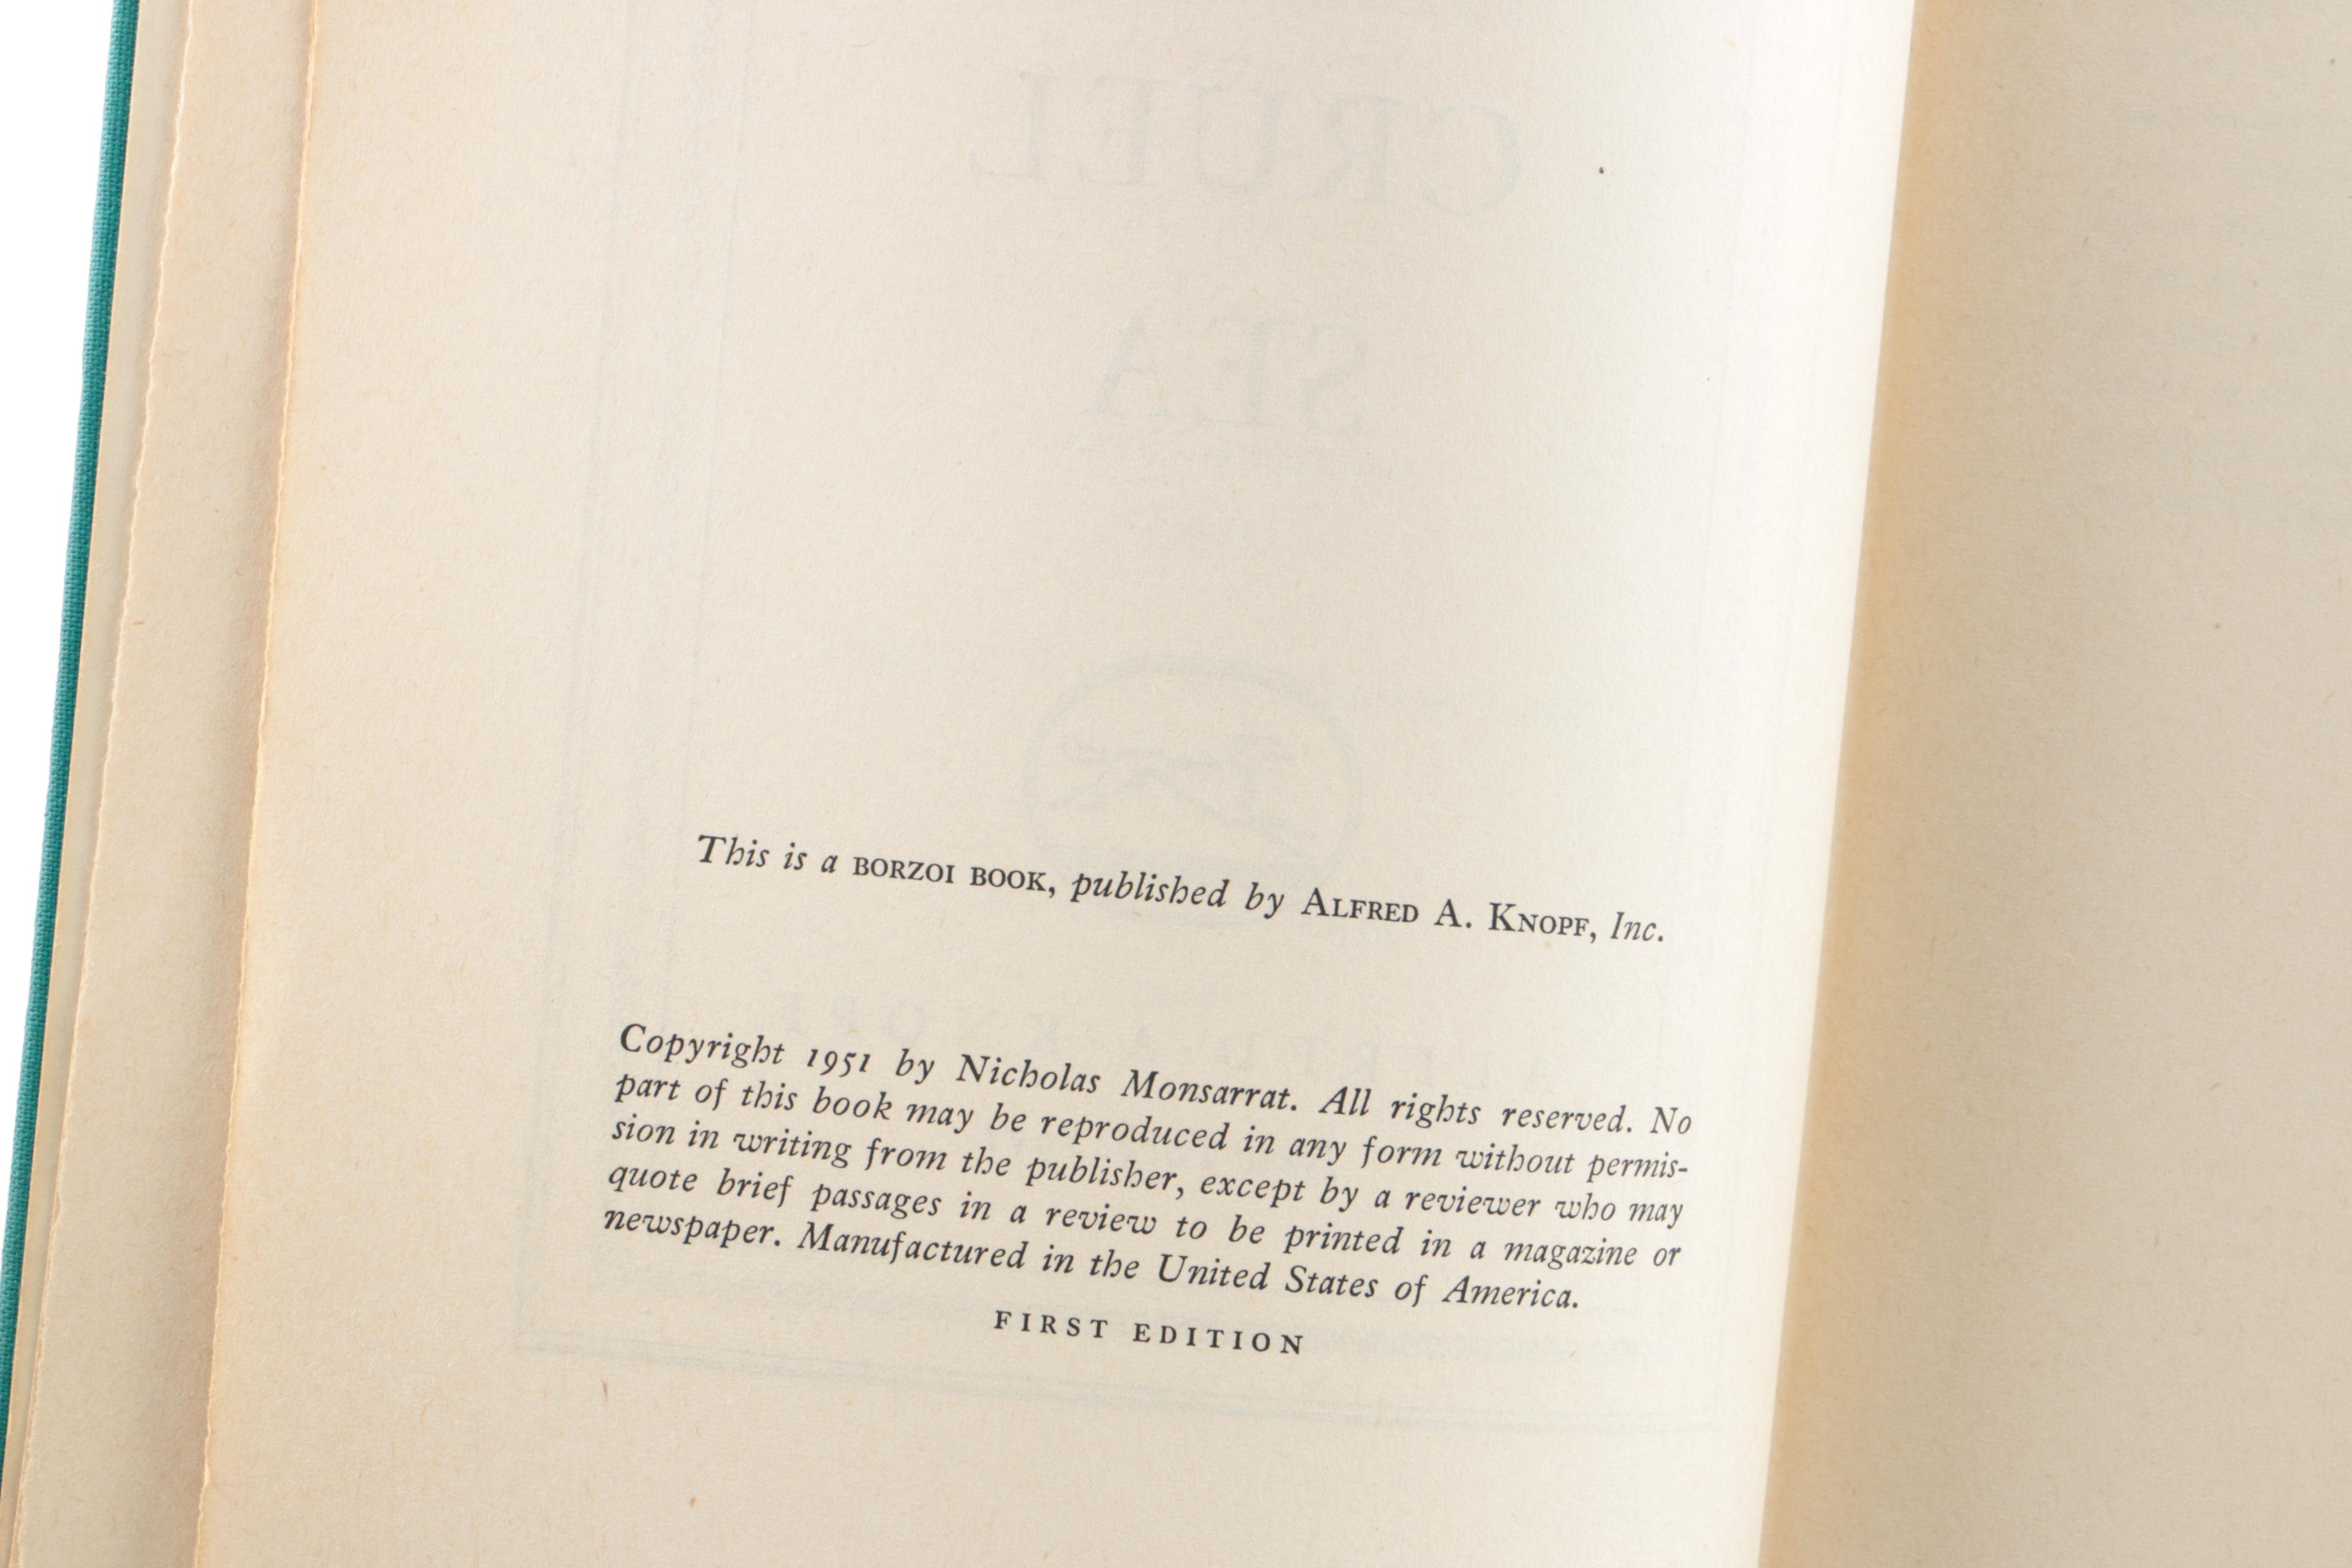 CRUEL
SEA
This is a BORZOI BOOK, published by ALFRED A. KNOPF, Inc.
Copyright 1951 by Nicholas Monsarrat. All rights reserved. No
part of this book may be reproduced in any form without permis-
sion in writing from the publisher, except by a reviewer who may
quote brief passages in a review to be printed in a magazine or
newspaper. Manufactured in the United States of America.
FIRST EDITION